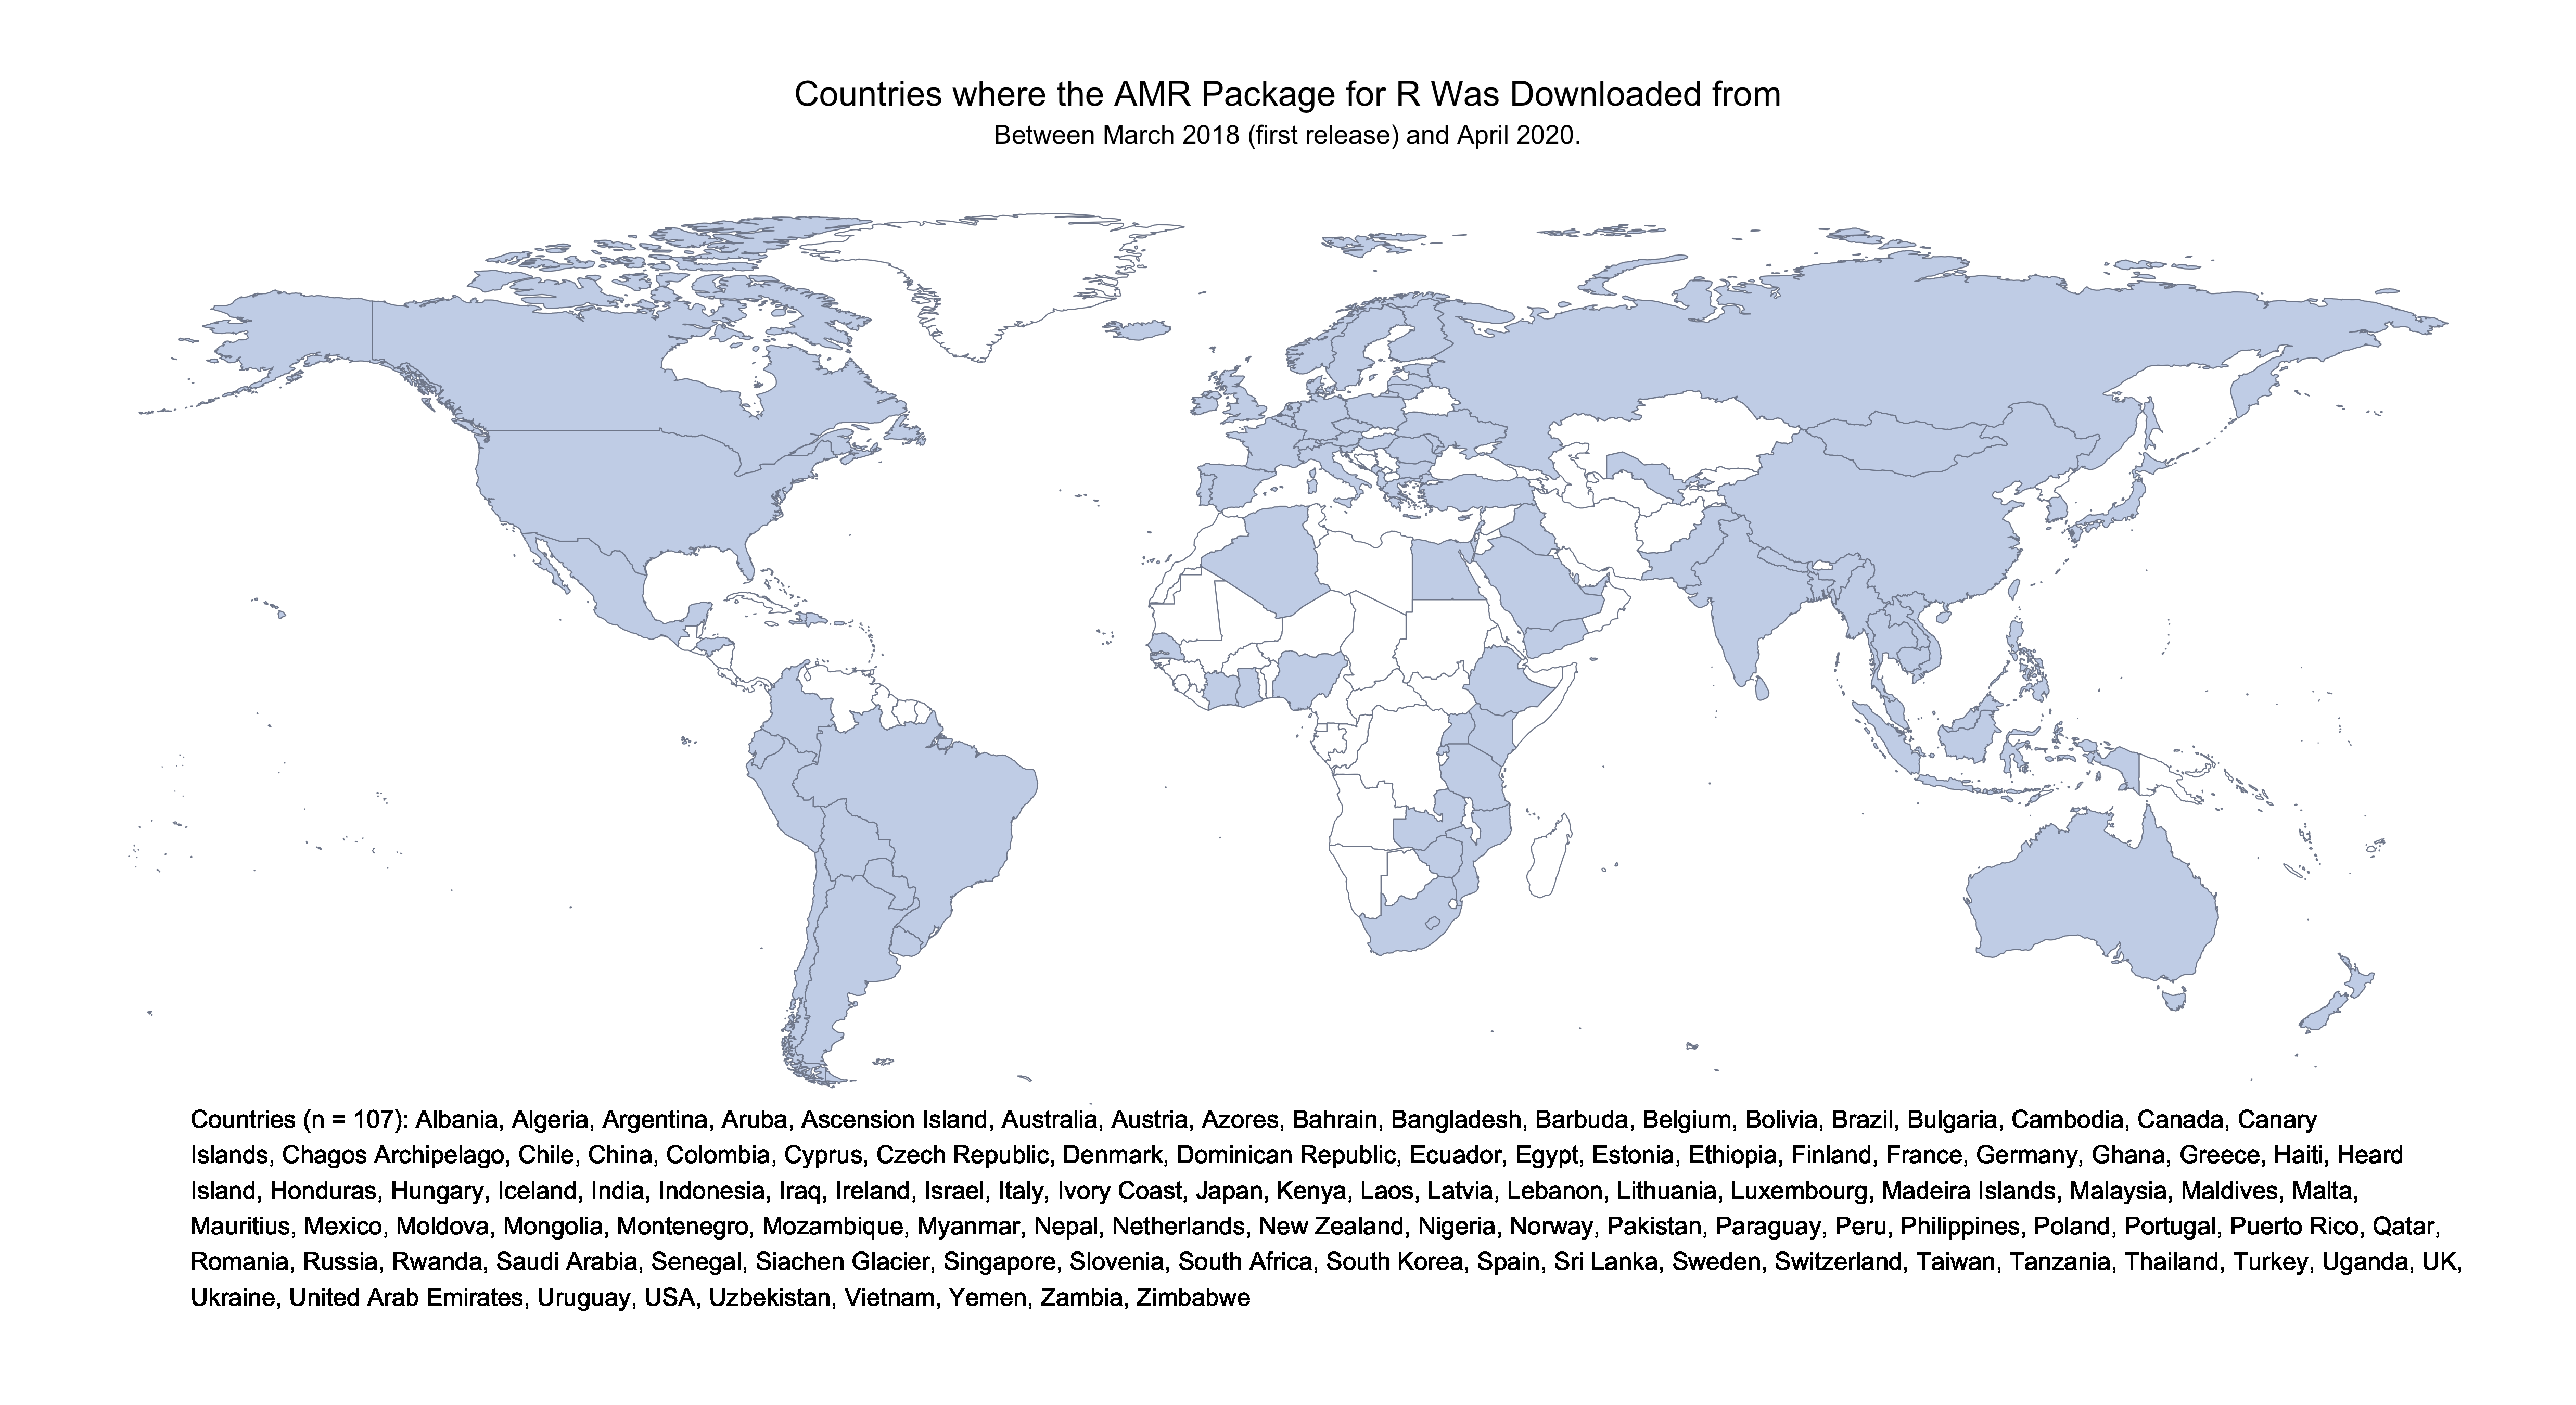 Countries where the AMR Package for R Was Downloaded from
Between March 2018 (first release) and April 2020.
Countries (n = 107): Albania, Algeria, Argentina, Aruba, Ascension Island, Australia, Austria, Azores, Bahrain, Bangladesh, Barbuda, Belgium, Bolivia, Brazil, Bulgaria, Cambodia, Canada, Canary
Islands, Chagos Archipelago, Chile, China, Colombia, Cyprus, Czech Republic, Denmark, Dominican Republic, Ecuador, Egypt, Estonia, Ethiopia, Finland, France, Germany, Ghana, Greece, Haiti, Heard
Island, Honduras, Hungary, Iceland, India, Indonesia, Iraq, Ireland, Israel, Italy, Ivory Coast, Japan, Kenya, Laos, Latvia, Lebanon, Lithuania, Luxembourg, Madeira Islands, Malaysia, Maldives, Malta,
Mauritius, Mexico, Moldova, Mongolia, Montenegro, Mozambique, Myanmar, Nepal, Netherlands, New Zealand, Nigeria, Norway, Pakistan, Paraguay, Peru, Philippines, Poland, Portugal, Puerto Rico, Qatar,
Romania, Russia, Rwanda, Saudi Arabia, Senegal, Siachen Glacier, Singapore, Slovenia, South Africa, South Korea, Spain, Sri Lanka, Sweden, Switzerland, Taiwan, Tanzania, Thailand, Turkey, Uganda, UK,
Ukraine, United Arab Emirates, Uruguay, USA, Uzbekistan, Vietnam, Yemen, Zambia, Zimbabwe